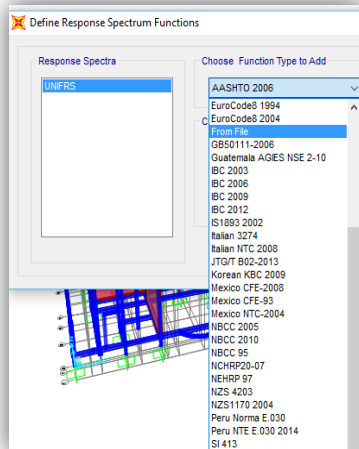 Define Response Spectrum Functions
Response Spectra
Choose Function Type to Add
UNIFRS
AASHTO 2006
EuroCode8 1994
EuroCode8 2004
From File
GB50111-2006
Guatemala AGIES NSE 2-10
IBC 2003
IBC 2006
IBC 2009
IBC 2012
IS1893 2002
Italian 3274
Italian NTC 2008
JTG/T B02-2013
Korean KBC 2009
Mexico CFE-2008
Mexico CFE-93
Mexico NTC-2004
NBCC 2005
NBCC 2010
NBCC 95
NCHRP20-07
NEHRP 97
NZS 4203
NZS1170 2004
Peru Norma E.030
Peru NTE E.030 2014
SI 413